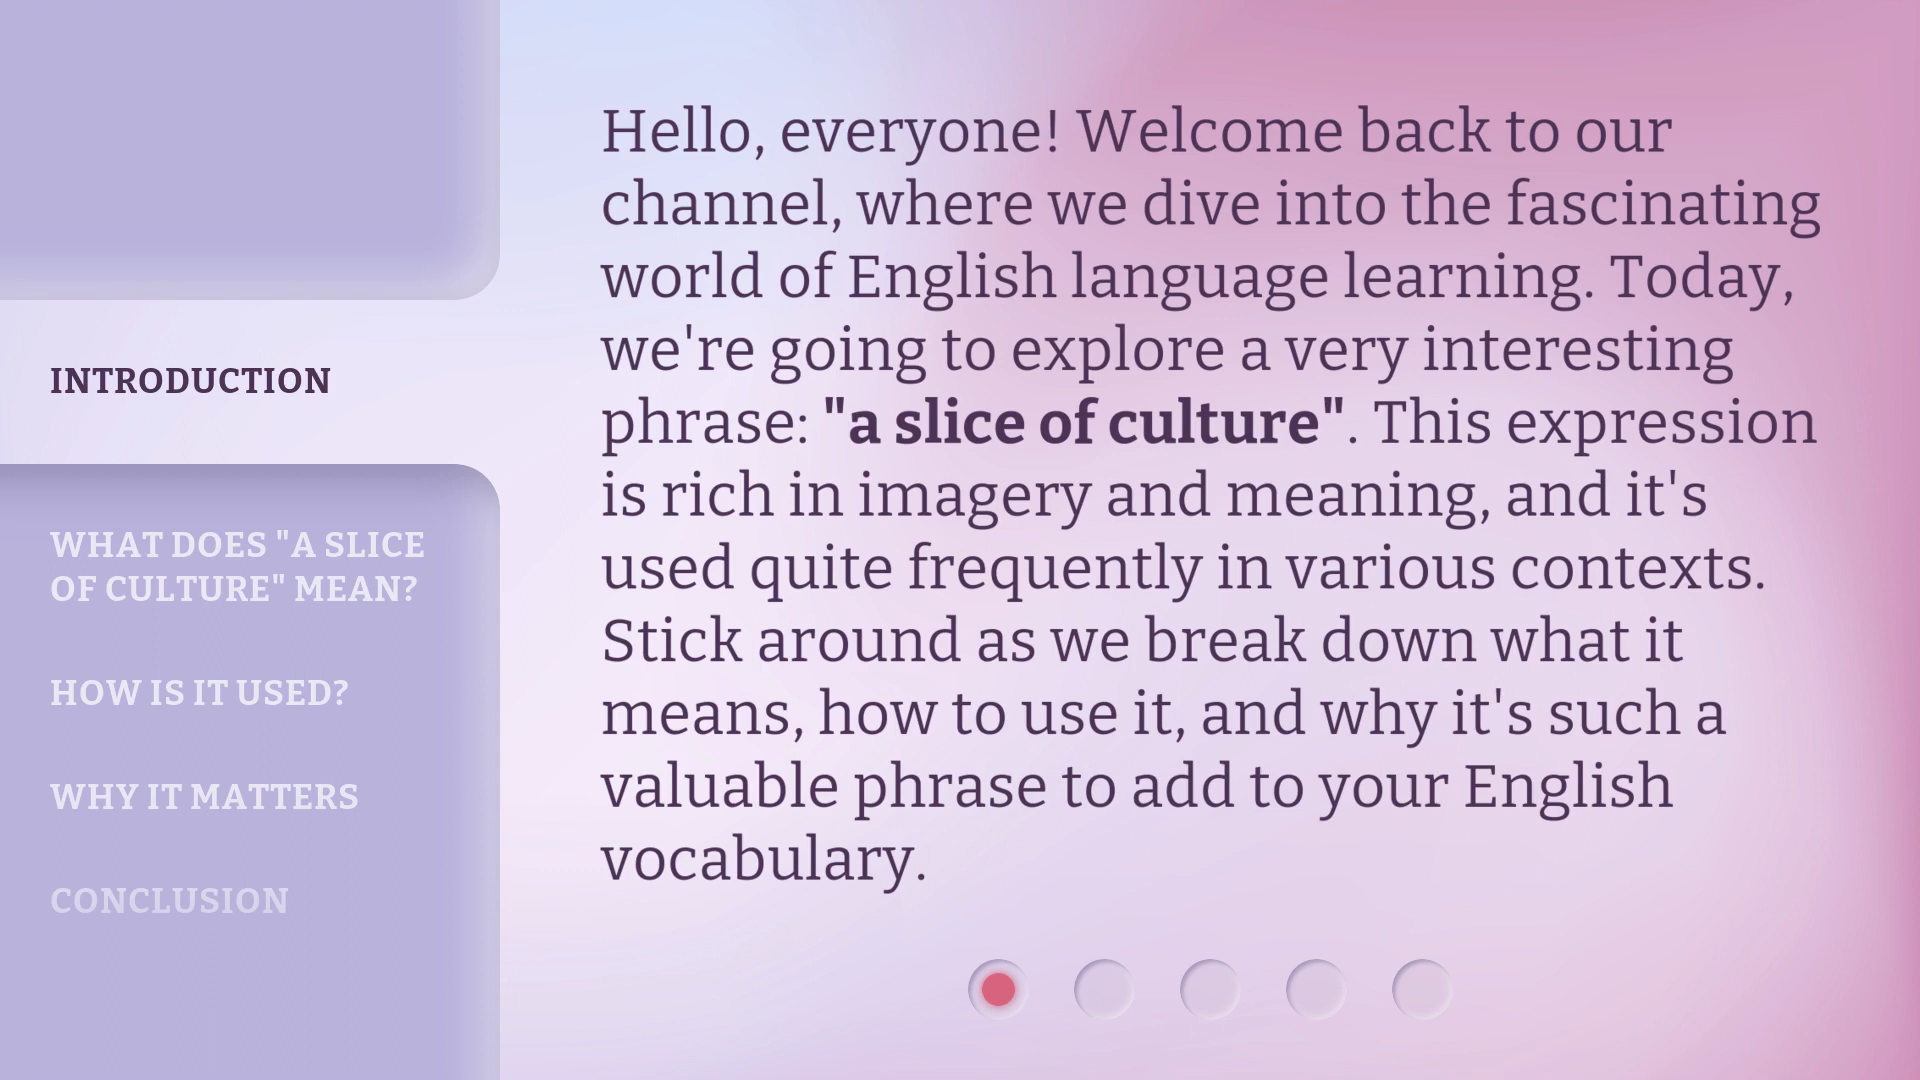 INTRODUCTION
WHAT DOES "A SLICE
OF CULTURE" MEAN?
HOW IS IT USED?
WHY IT MATTERS
CONCLUSION
Hello, everyone! Welcome back to our
channel, where we dive into the fascinating
world of English language learning. Today,
we're going to explore a very interesting
phrase: "a slice of culture". This expression
is rich in imagery and meaning, and it's
used quite frequently in various contexts.
Stick around as we break down what it
means, how to use it, and why it's such a
valuable phrase to add to your English
vocabulary.